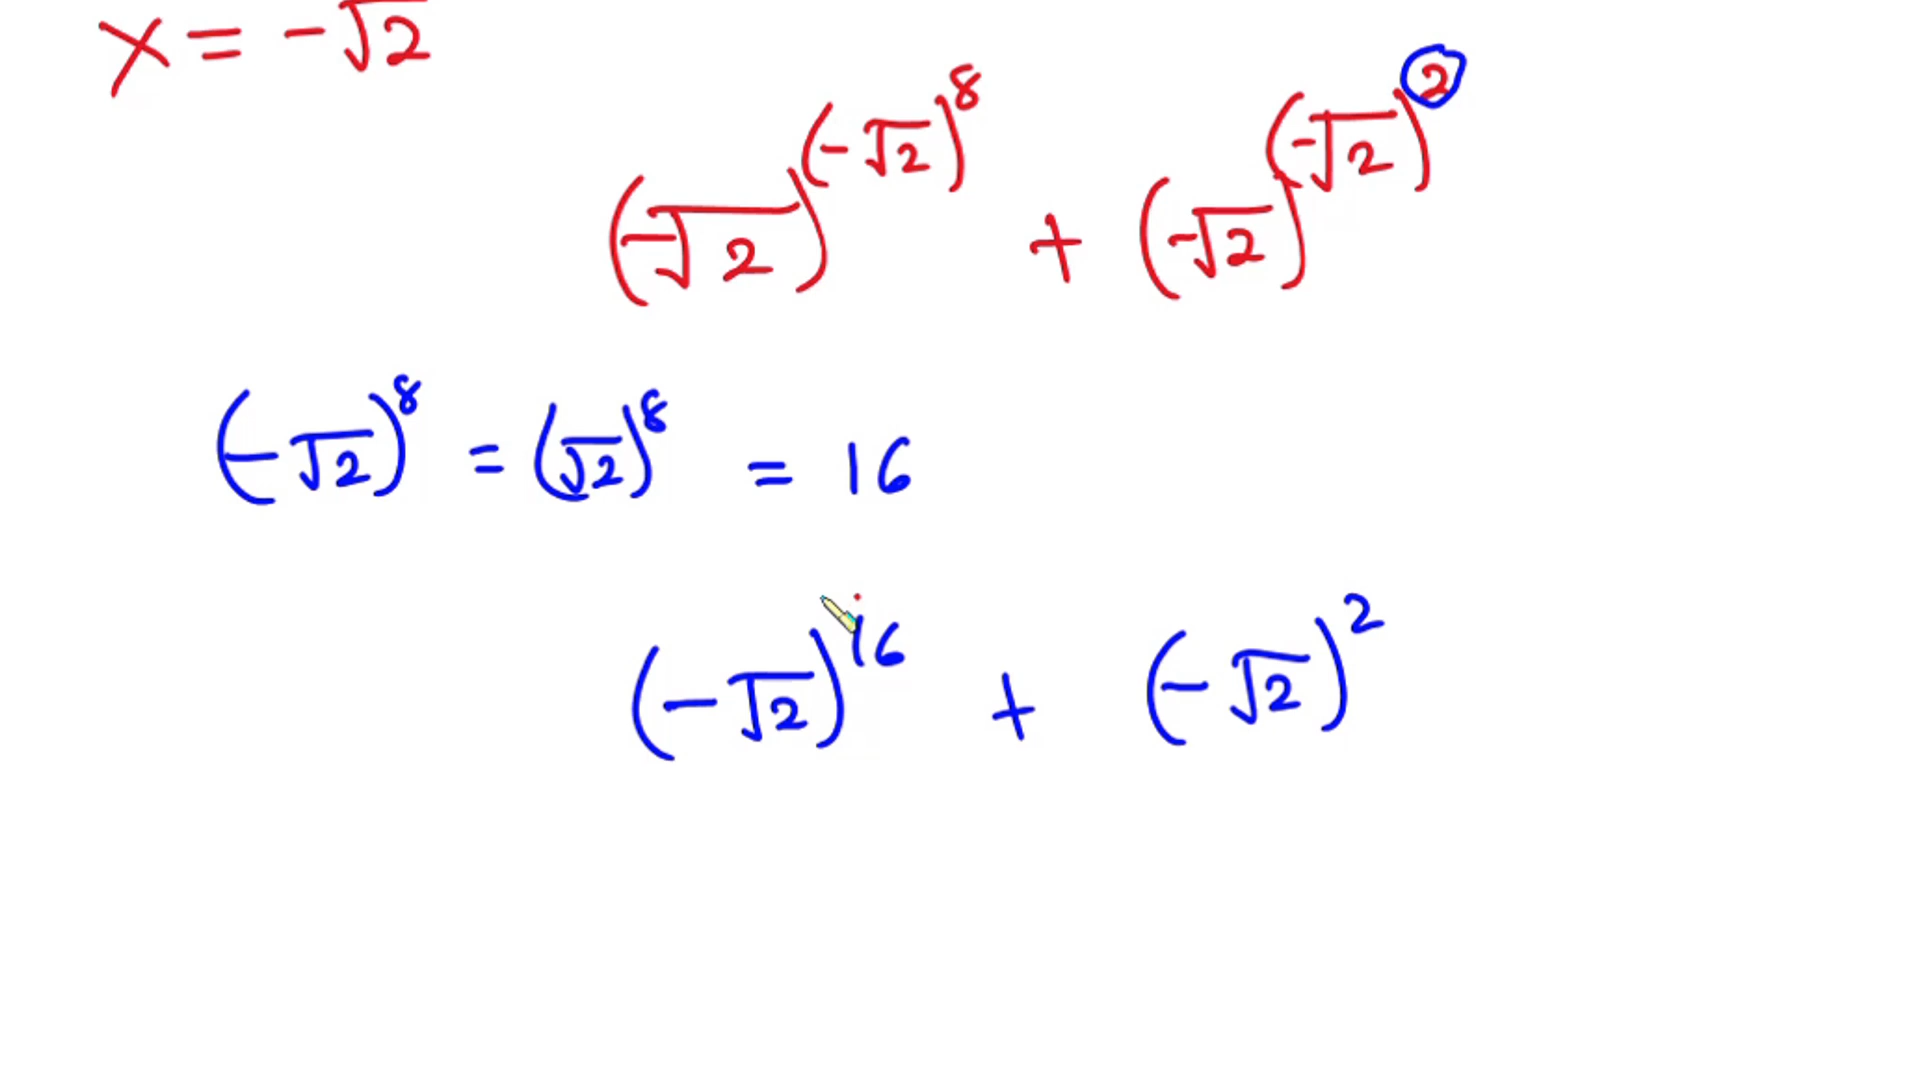 x = -√2
(-√2)^(-√2)^8 + (-√2)^(-√2)^2
(-√2)^8 = (√2)^8 = 16
(-√2)^16 + (-√2)^2